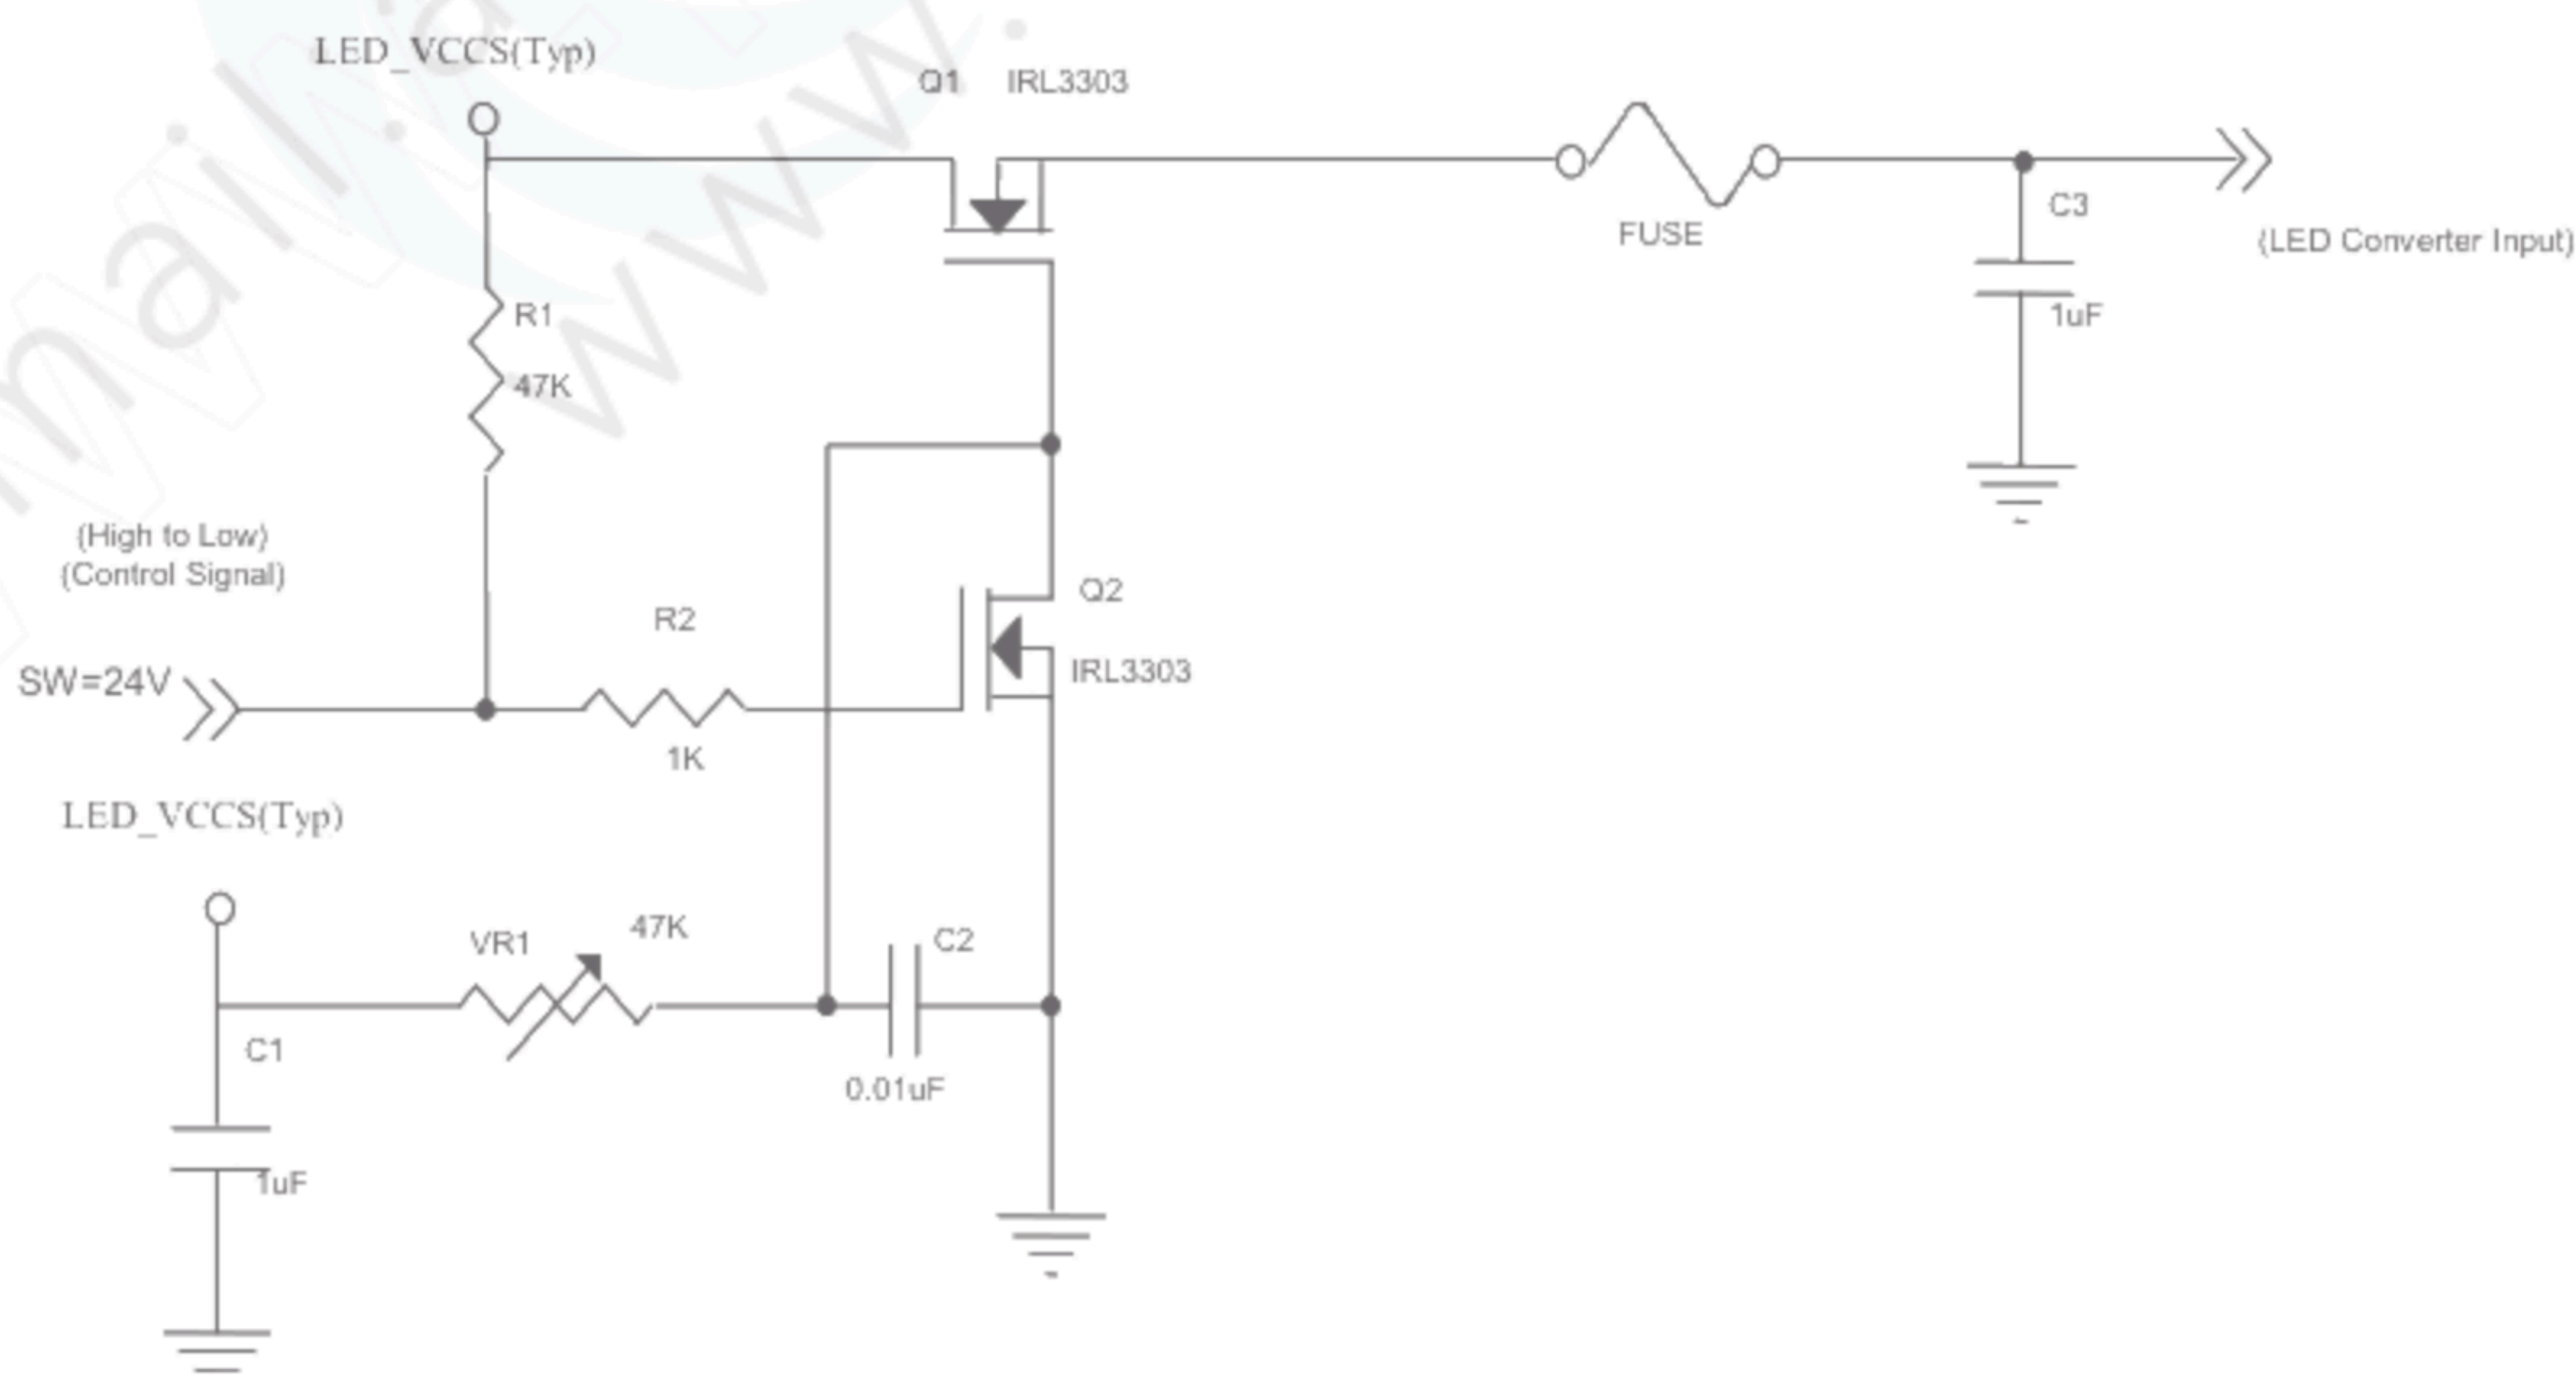 LED_VCCS(Typ)
Q1 IRL3303
FUSE
C3
(LED Converter Input)
1uF
R1
47K
(High to Low)
(Control Signal)
R2
Q2
IRL3303
SW=24V
1K
LED_VCCS(Typ)
VR1
47K
C2
C1
0.01uF
1uF
www.